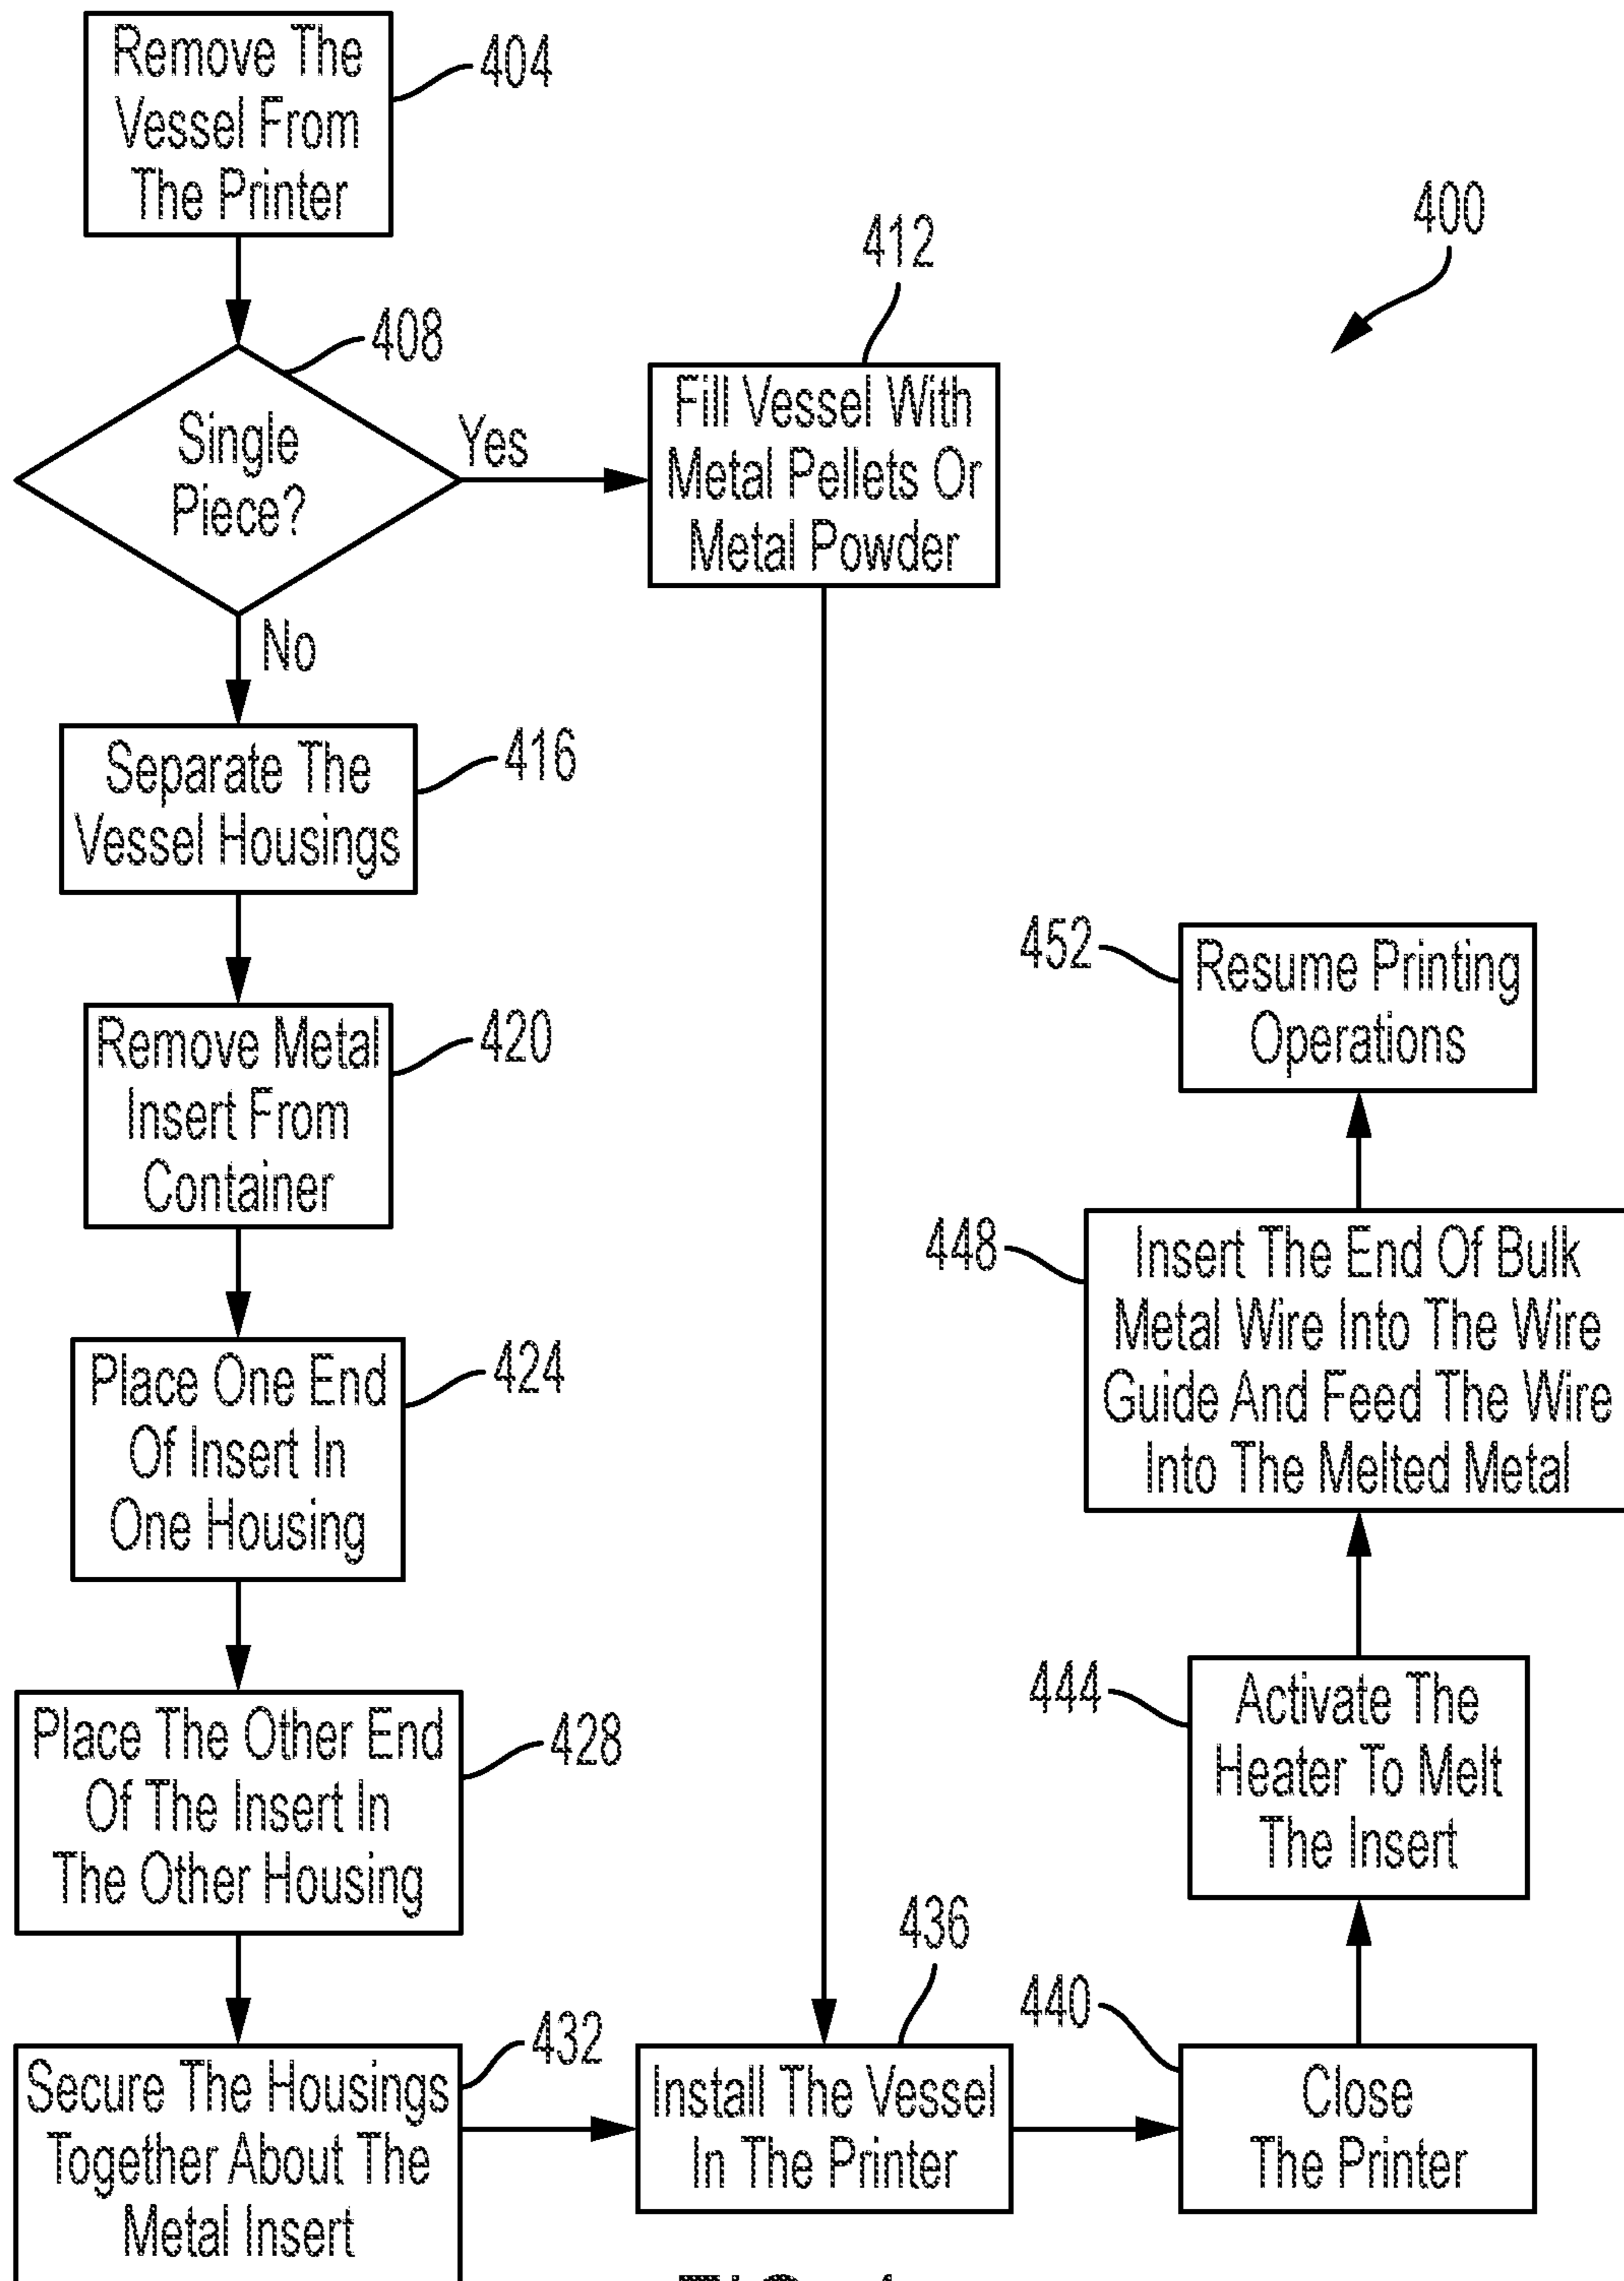 Remove The
Vessel From
The Printer
404
408
Single
Piece?
Yes
No
412
Fill Vessel With
Metal Pellets Or
Metal Powder
400
Separate The
Vessel Housings
416
Remove Metal
Insert From
Container
420
Place One End
Of Insert In
One Housing
424
Place The Other End
Of The Insert In
The Other Housing
428
Secure The Housings
Together About The
Metal Insert
432
436
Install The Vessel
In The Printer
440
Close
The Printer
444
Activate The
Heater To Melt
The Insert
448
Insert The End Of Bulk
Metal Wire Into The Wire
Guide And Feed The Wire
Into The Melted Metal
452
Resume Printing
Operations